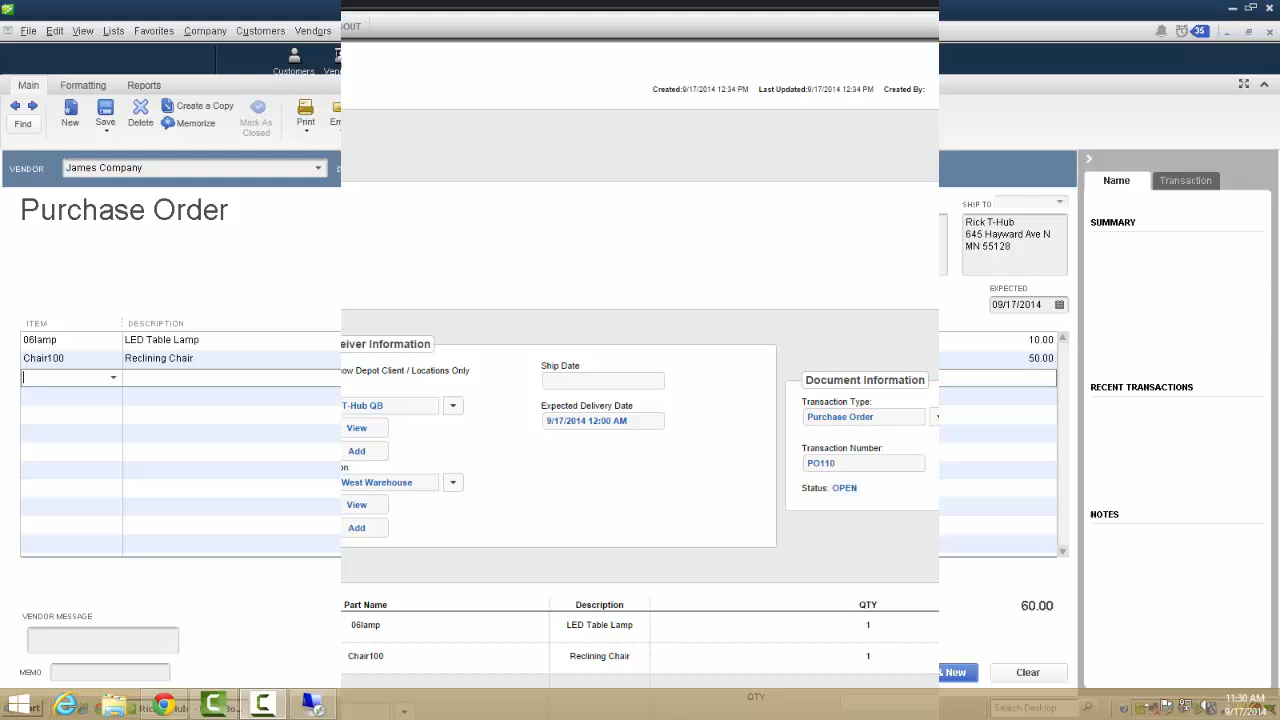 File Edit View Lists Favorites Company Customers Vendors
35
Customers
Main Formatting Reports
Find
New
Save
Delete
Create a Copy
Memorize
Mark As
Closed
Print
VENDOR James Company
Purchase Order
ITEM DESCRIPTION
06lamp LED Table Lamp
Chair100 Reclining Chair
VENDOR MESSAGE
MEMO
Created:9/17/2014 12:34 PM Last Updated:9/17/2014 12:34 PM Created By:
eiver Information
ow Depot Client / Locations Only
T-Hub QB
View
Add
on:
West Warehouse
View
Add
Ship Date
Expected Delivery Date
9/17/2014 12:00 AM
Document Information
Transaction Type:
Purchase Order
Transaction Number:
PO110
Status: OPEN
Part Name Description QTY
06lamp LED Table Lamp 1
Chair100 Reclining Chair 1
QTY
SHIP TO
Rick T-Hub
645 Hayward Ave N
MN 55128
EXPECTED
09/17/2014
10.00
50.00
60.00
& New
Clear
Name Transaction
SUMMARY
RECENT TRANSACTIONS
NOTES
Search Desktop
11:30 AM
9/17/2014